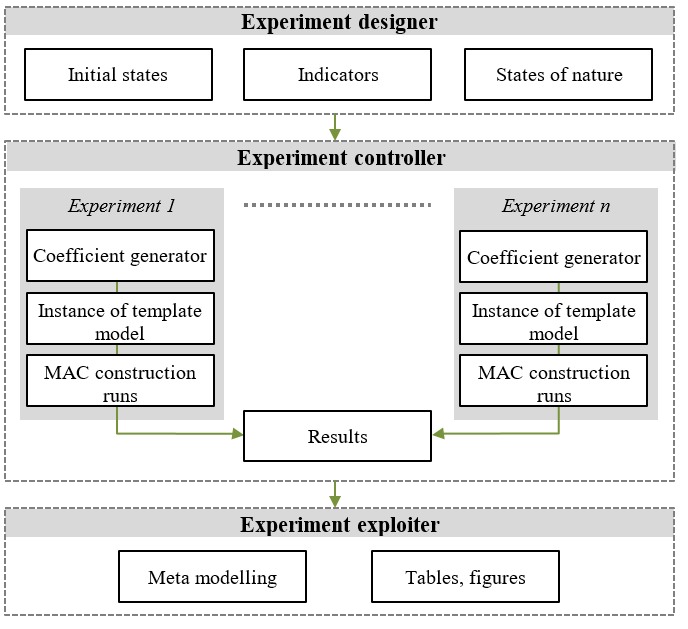 Experiment designer
Initial states
Indicators
States of nature
Experiment controller
Experiment 1
Coefficient generator
Instance of template
model
MAC construction
runs
Experiment n
Coefficient generator
Instance of template
model
MAC construction
runs
Results
Experiment exploiter
Meta modelling
Tables, figures